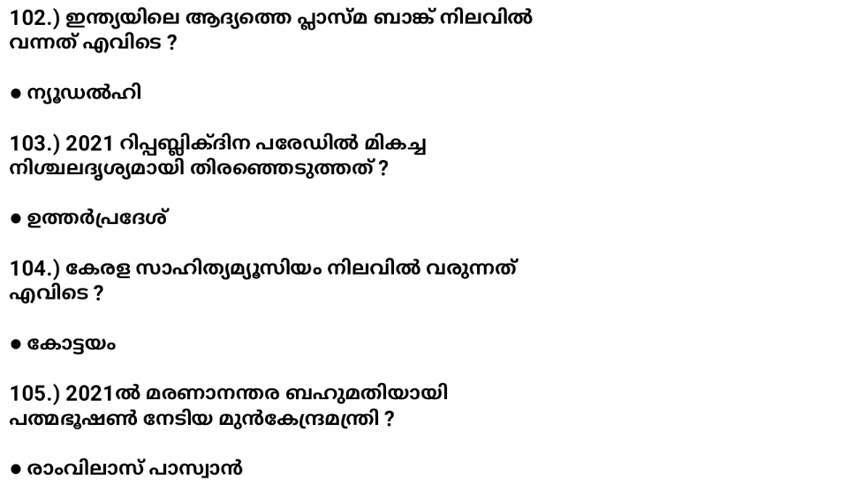 102.) ഇന്ത്യയിലെ ആദ്യത്തെ പ്ലാസ്മ ബാങ്ക് നിലവിൽ
വന്നത് എവിടെ ?
● ന്യൂഡൽഹി
103.) 2021 റിപ്പബ്ലിക്ദിന പരേഡിൽ മികച്ച
നിശ്ചലദൃശ്യമായി തിരഞ്ഞെടുത്തത് ?
● ഉത്തർപ്രദേശ്
104.) കേരള സാഹിത്യമ്യൂസിയം നിലവിൽ വരുന്നത്
എവിടെ ?
● കോട്ടയം
105.) 2021ൽ മരണാനന്തര ബഹുമതിയായി
പത്മഭൂഷൺ നേടിയ മുൻകേന്ദ്രമന്ത്രി ?
● രാംവിലാസ് പാസ്വാൻ